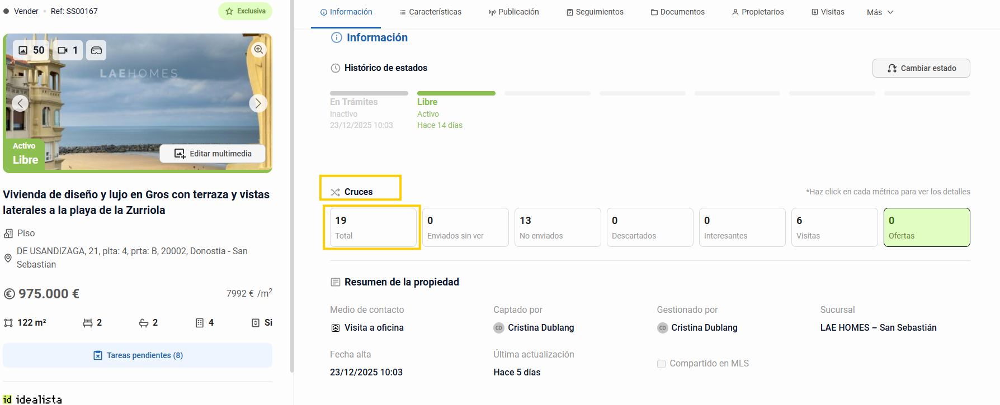 Vender
Ref: SS00167
Exclusiva
50
1
LAEHOMES
Activo
Libre
Editar multimedia
Vivienda de diseño y lujo en Gros con terraza y vistas
laterales a la playa de la Zurriola
Piso
DE USANDIZAGA, 21, plta: 4, prta: B, 20002, Donostia - San
Sebastian
975.000 €
7992 € /m²
122 m²
2
2
4
Si
Tareas pendientes (8)
id idealista
Información
Características
Publicación
Seguimientos
Documentos
Propietarios
Visitas
Más
Información
Histórico de estados
Cambiar estado
En Trámites
Inactivo
23/12/2025 10:03
Libre
Activo
Hace 14 días
Cruces
*Haz click en cada métrica para ver los detalles
19
Total
0
Enviados sin ver
13
No enviados
0
Descartados
0
Interesantes
6
Visitas
0
Ofertas
Resumen de la propiedad
Medio de contacto
Visita a oficina
Captado por
CD Cristina Dublang
Gestionado por
CD Cristina Dublang
Sucursal
LAE HOMES – San Sebastián
Fecha alta
23/12/2025 10:03
Última actualización
Hace 5 días
Compartido en MLS